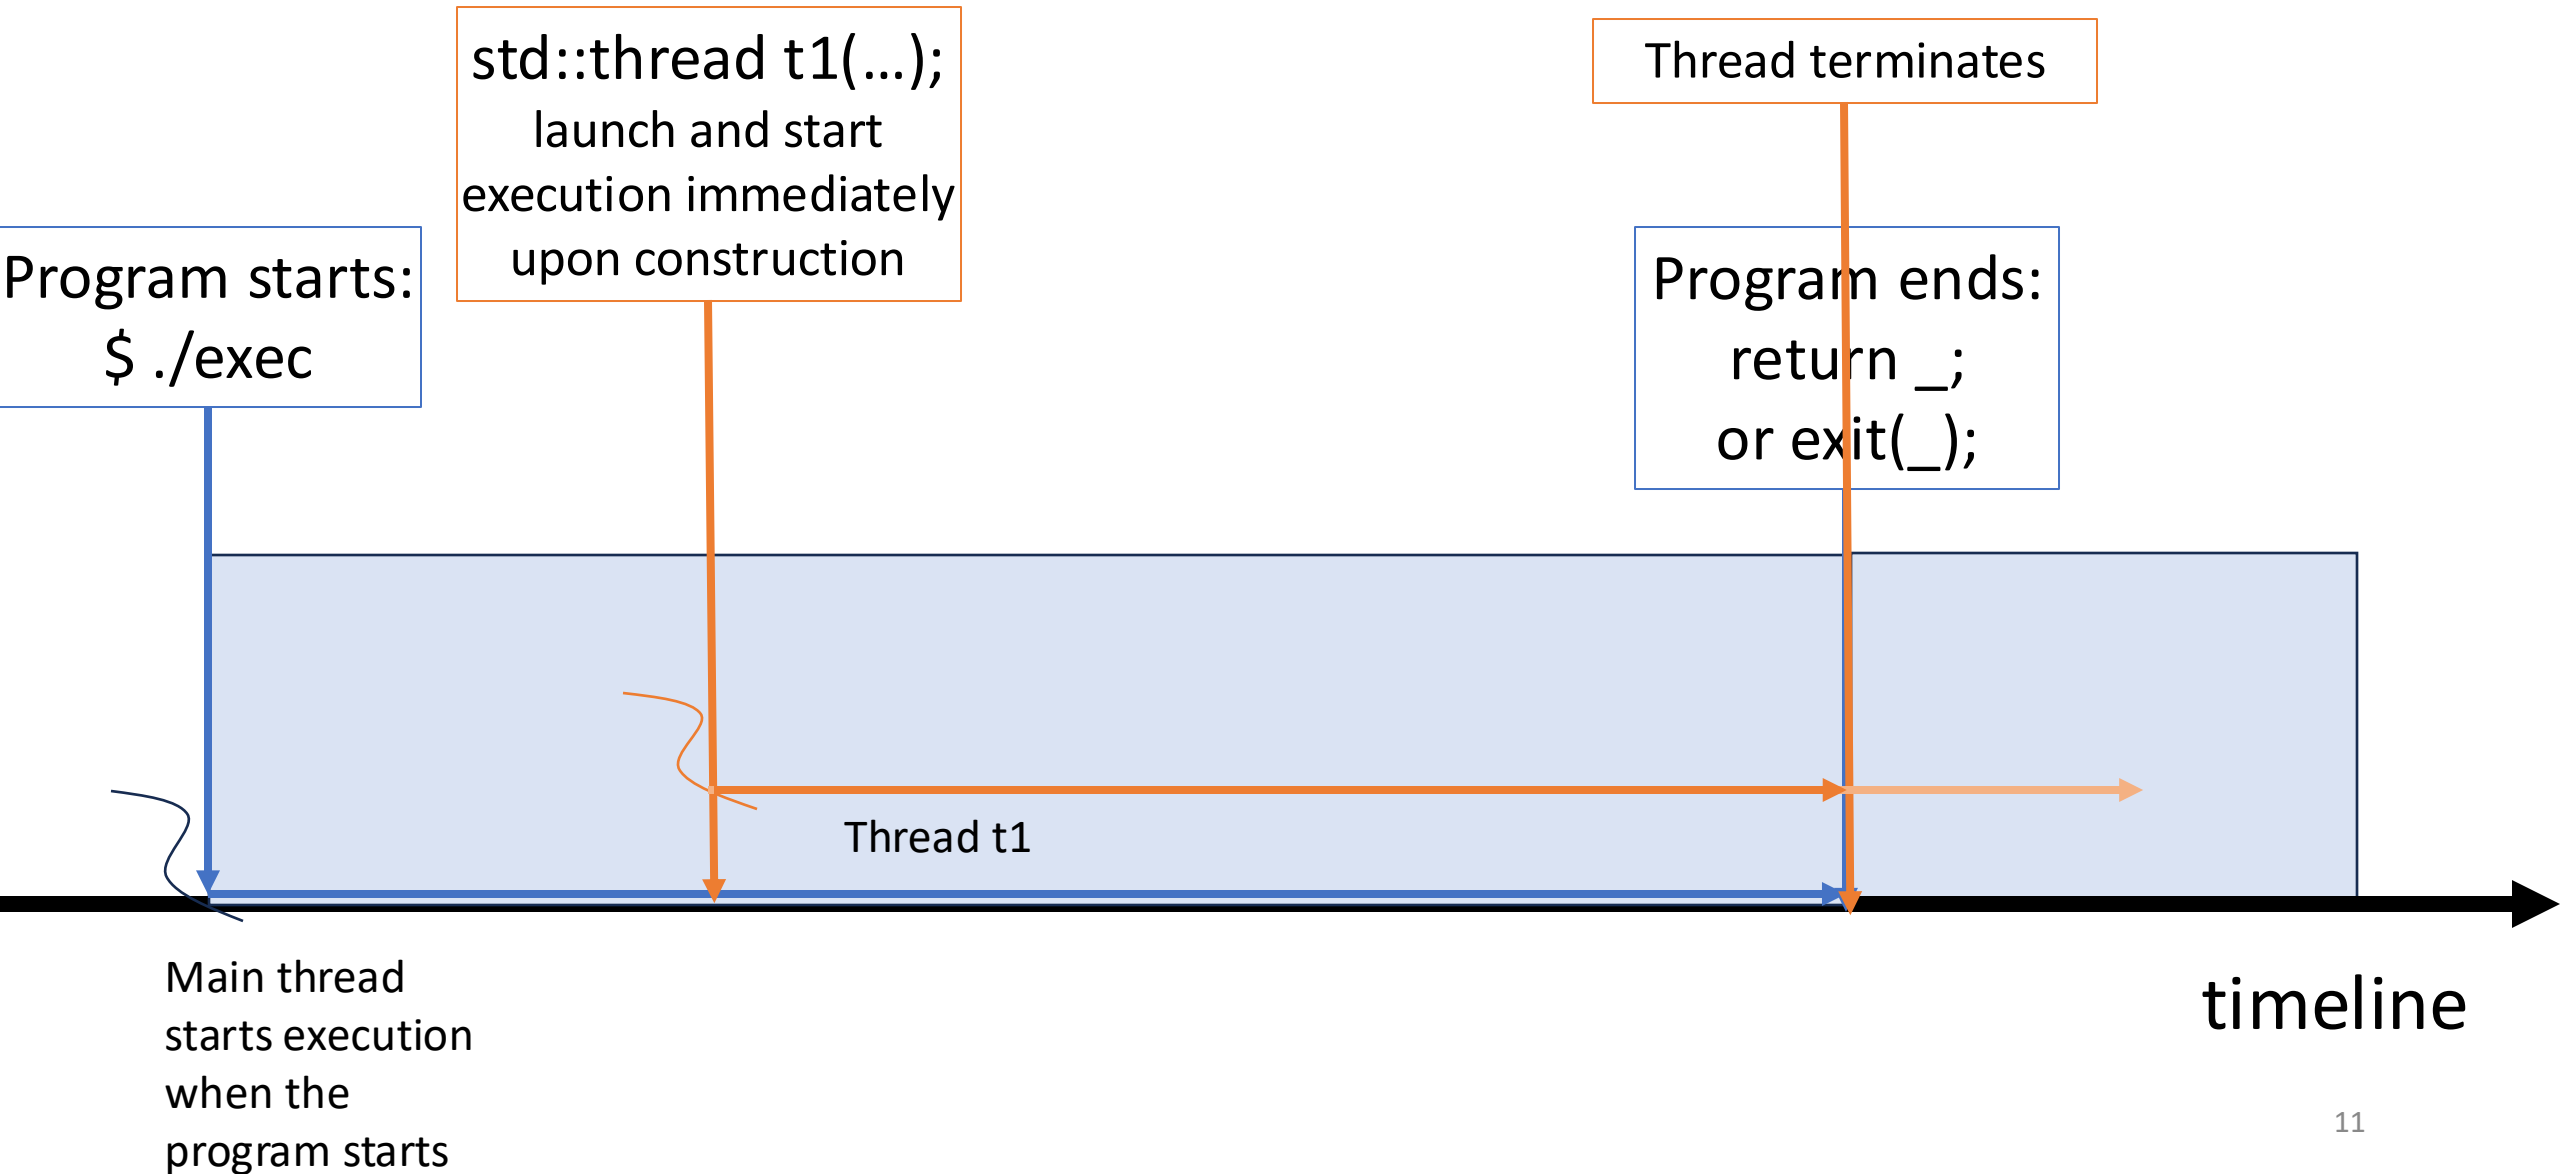 std::thread t1(…);
launch and start
execution immediately
upon construction
Thread terminates
Program starts:
$ ./exec
Program ends:
return _;
or exit(_);
Thread t1
Main thread
starts execution
when the
program starts
timeline
11